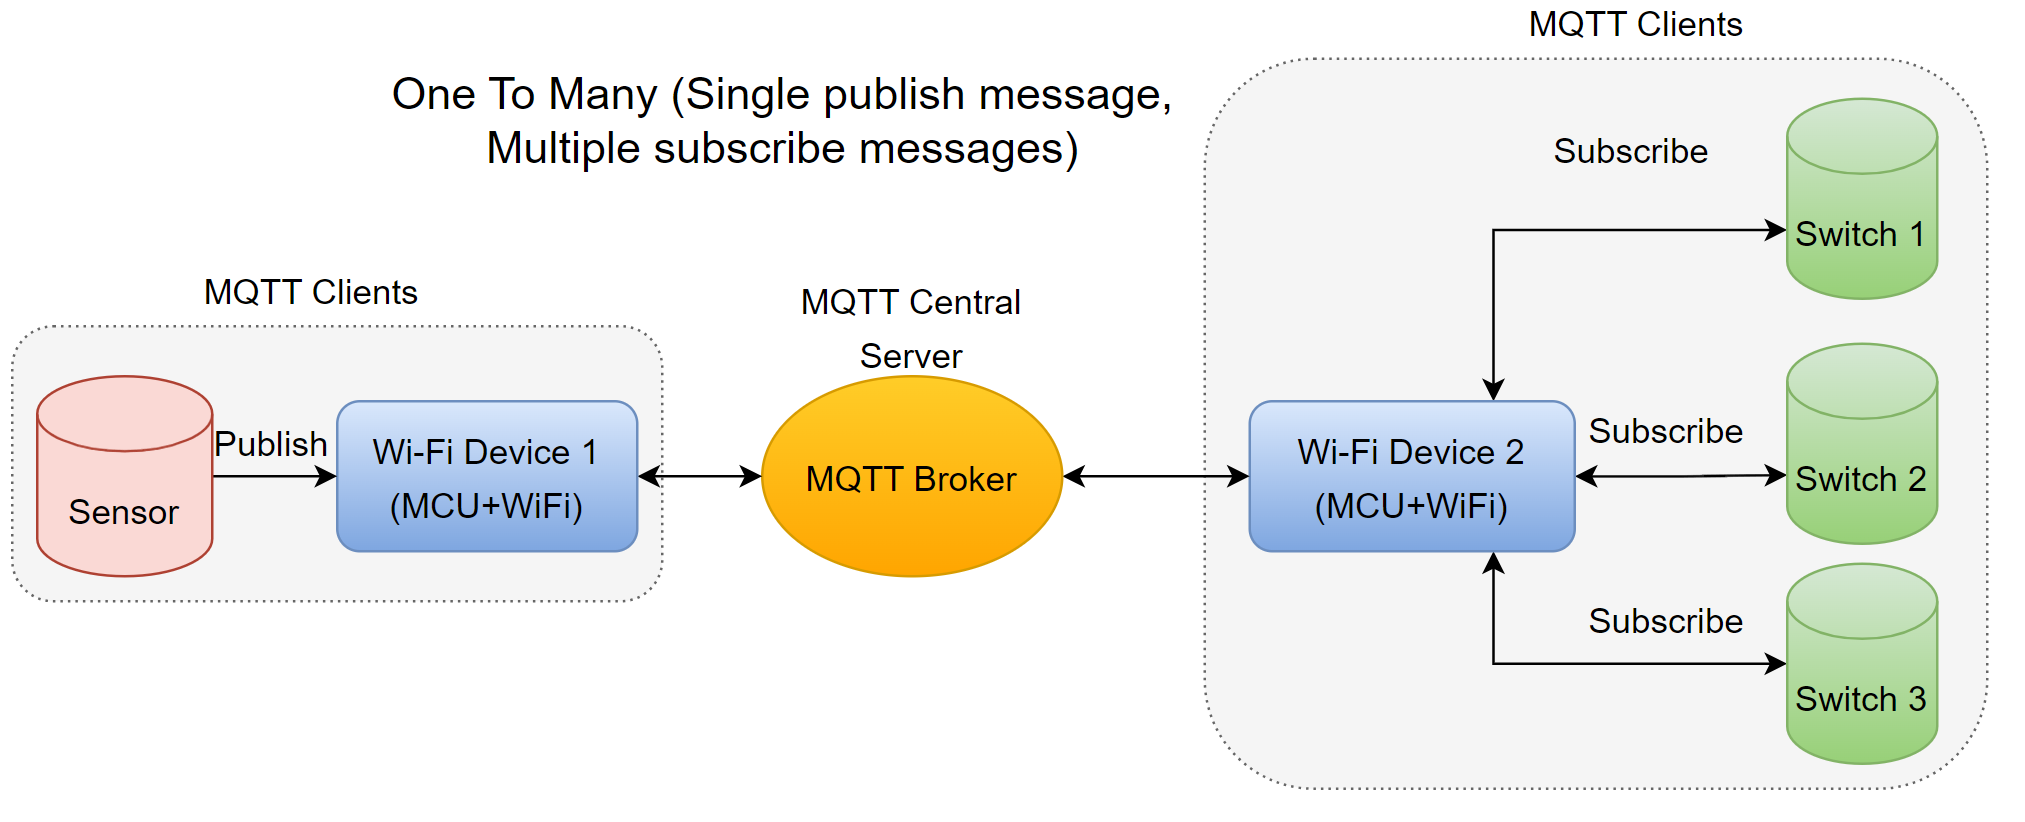 MQTT Clients
One To Many (Single publish message,
Multiple subscribe messages)
Subscribe
Switch 1
MQTT Clients
MQTT Central
Server
Publish
Sensor
Wi-Fi Device 1
(MCU+WiFi)
MQTT Broker
Wi-Fi Device 2
(MCU+WiFi)
Subscribe
Switch 2
Subscribe
Switch 3